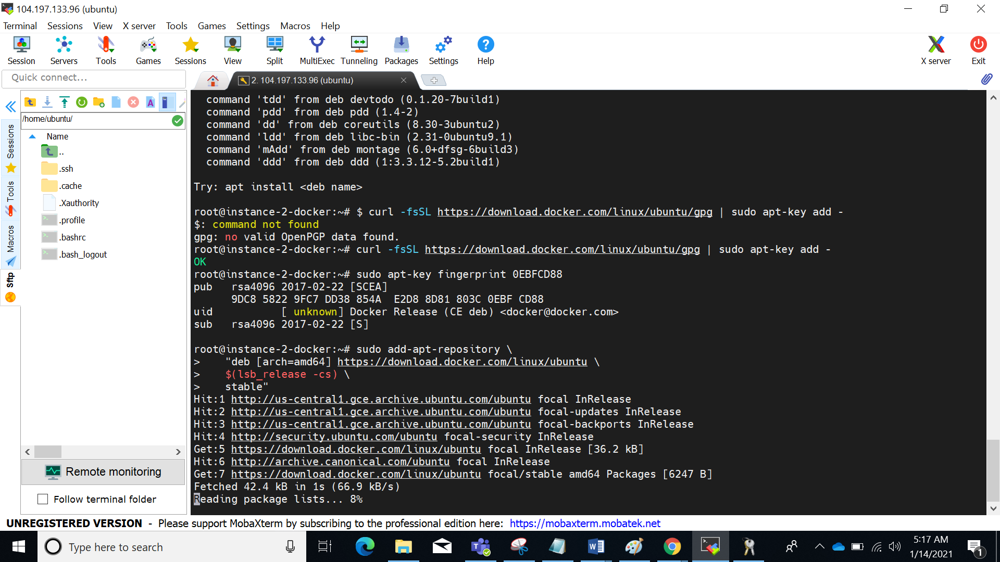 104.197.133.96 (ubuntu)
Terminal Sessions View X server Tools Games Settings Macros Help
Session Servers Tools Games Sessions View Split MultiExec Tunneling Packages Settings Help X server Exit
Quick connect...
2. 104.197.133.96 (ubuntu)
/home/ubuntu/
Name
..
.ssh
.cache
.Xauthority
.profile
.bashrc
.bash_logout
Sessions
Tools
Macros
Sftp
Remote monitoring
Follow terminal folder
command 'tdd' from deb devtodo (0.1.20-7build1)
command 'pdd' from deb pdd (1.4-2)
command 'dd' from deb coreutils (8.30-3ubuntu2)
command 'ldd' from deb libc-bin (2.31-0ubuntu9.1)
command 'mAdd' from deb montage (6.0+dfsg-6build3)
command 'ddd' from deb ddd (1:3.3.12-5.2build1)
Try: apt install <deb name>
root@instance-2-docker:~# $ curl -fsSL https://download.docker.com/linux/ubuntu/gpg | sudo apt-key add -
$: command not found
gpg: no valid OpenPGP data found.
root@instance-2-docker:~# curl -fsSL https://download.docker.com/linux/ubuntu/gpg | sudo apt-key add -
OK
root@instance-2-docker:~# sudo apt-key fingerprint 0EBFCD88
pub   rsa4096 2017-02-22 [SCEA]
9DC8 5822 9FC7 DD38 854A  E2D8 8D81 803C 0EBF CD88
uid           [ unknown] Docker Release (CE deb) <docker@docker.com>
sub   rsa4096 2017-02-22 [S]
root@instance-2-docker:~# sudo add-apt-repository \
>    "deb [arch=amd64] https://download.docker.com/linux/ubuntu \
>    $(lsb_release -cs) \
>    stable"
Hit:1 http://us-central1.gce.archive.ubuntu.com/ubuntu focal InRelease
Hit:2 http://us-central1.gce.archive.ubuntu.com/ubuntu focal-updates InRelease
Hit:3 http://us-central1.gce.archive.ubuntu.com/ubuntu focal-backports InRelease
Hit:4 http://security.ubuntu.com/ubuntu focal-security InRelease
Get:5 https://download.docker.com/linux/ubuntu focal InRelease [36.2 kB]
Hit:6 http://archive.canonical.com/ubuntu focal InRelease
Get:7 https://download.docker.com/linux/ubuntu focal/stable amd64 Packages [6247 B]
Fetched 42.4 kB in 1s (66.9 kB/s)
Reading package lists... 8%
UNREGISTERED VERSION - Please support MobaXterm by subscribing to the professional edition here: https://mobaxterm.mobatek.net
Type here to search
5:17 AM
1/14/2021
1